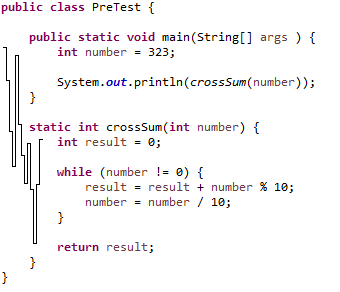 public class PreTest {
public static void main(String[] args ) {
int number = 323;
System.out.println(crossSum(number));
}
static int crossSum(int number) {
int result = 0;
while (number != 0) {
result = result + number % 10;
number = number / 10;
}
return result;
}
}